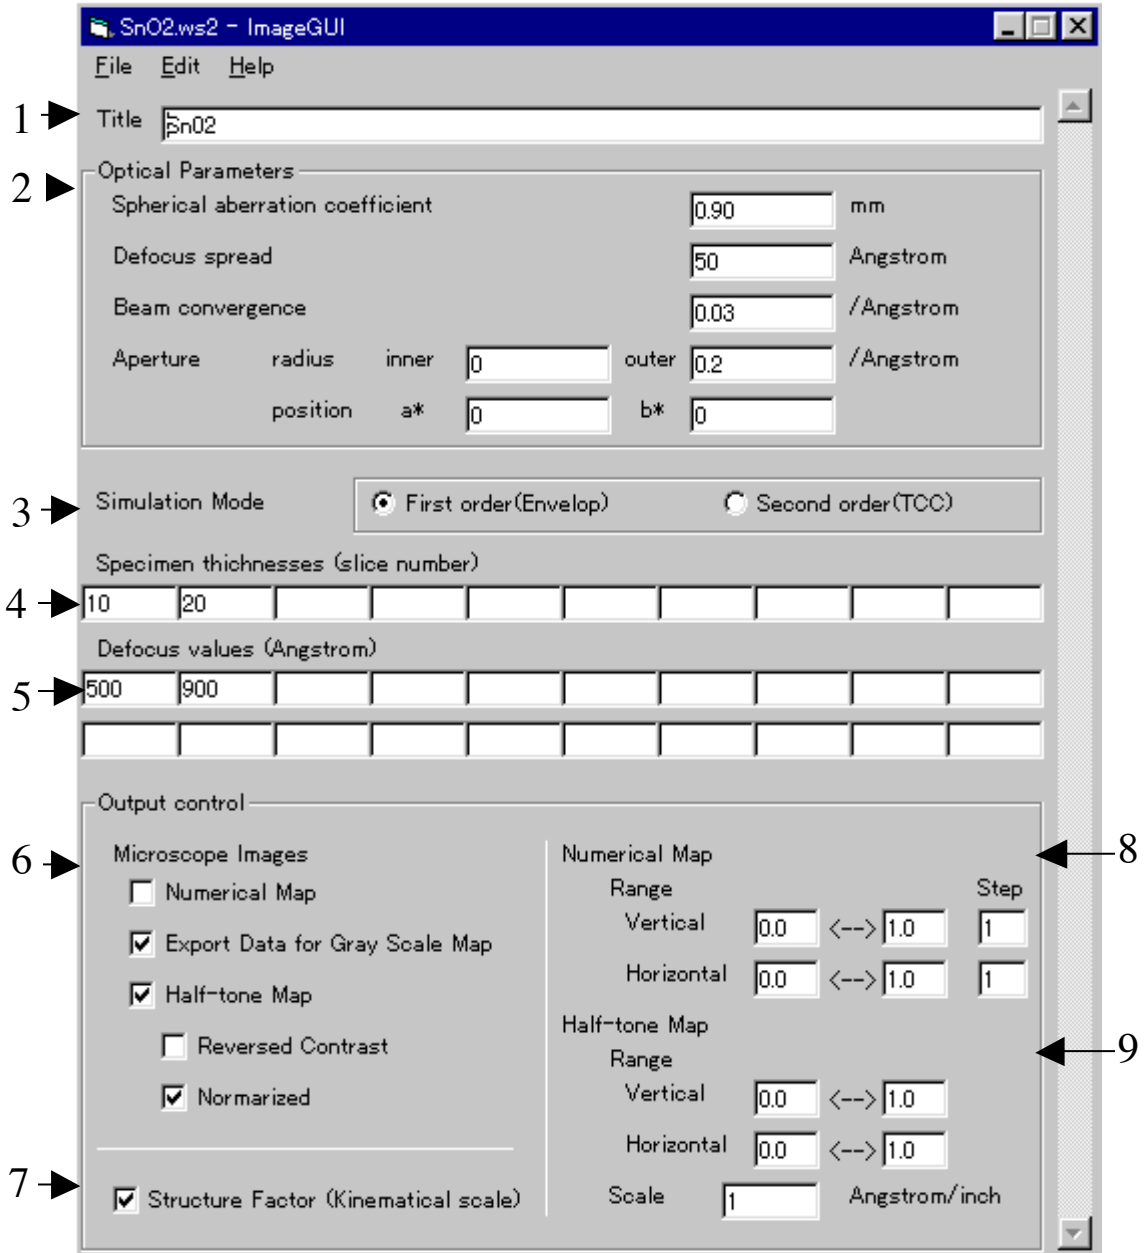 SnO2.ws2 - ImageGUI
File Edit Help
1 Title Sn02
2 Optical Parameters
Spherical aberration coefficient 0.90 mm
Defocus spread 50 Angstrom
Beam convergence 0.03 /Angstrom
Aperture radius inner 0 outer 0.2 /Angstrom
position a* 0 b* 0
3 Simulation Mode First order(Envelop) Second order(TCC)
Specimen thichnesses (slice number)
4 10 20
Defocus values (Angstrom)
5 500 900
Output control
6 Microscope Images
Numerical Map
Export Data for Gray Scale Map
Half-tone Map
Reversed Contrast
Normarized
7 Structure Factor (Kinematical scale)
Numerical Map 8
Range Step
Vertical 0.0 <--> 1.0 1
Horizontal 0.0 <--> 1.0 1
Half-tone Map 9
Range
Vertical 0.0 <--> 1.0
Horizontal 0.0 <--> 1.0
Scale 1 Angstrom/inch